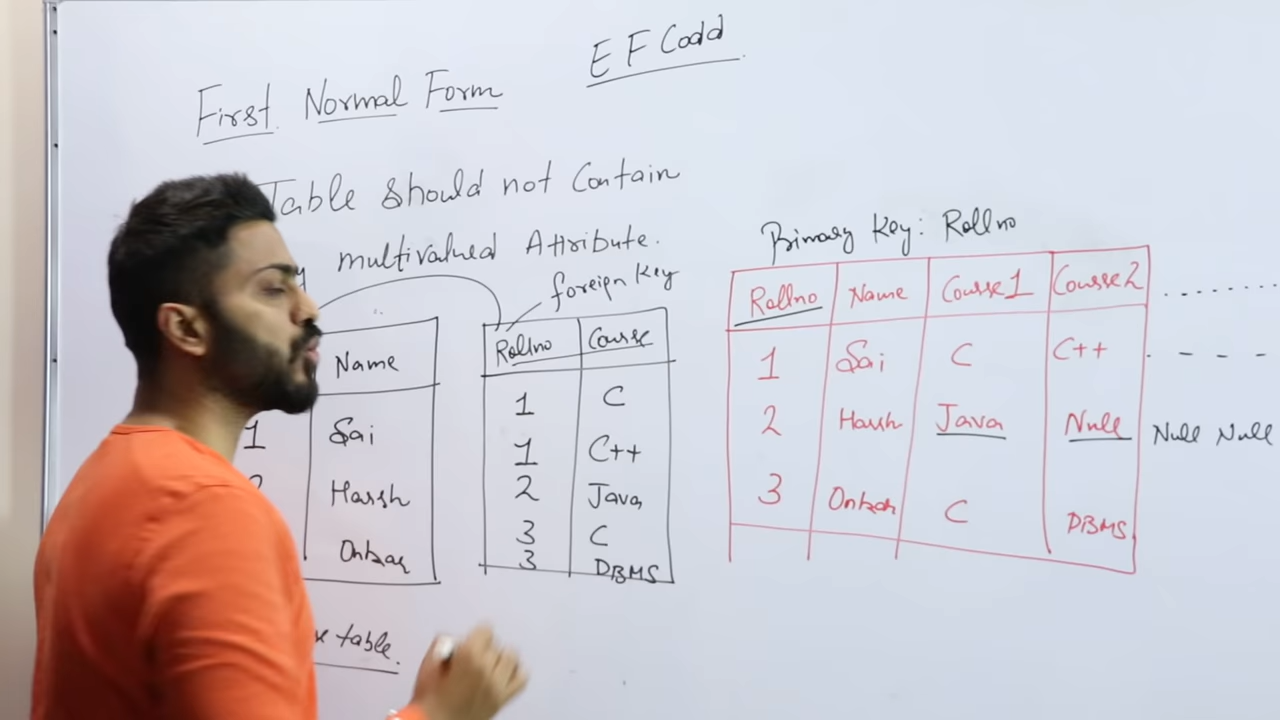 First Normal Form
E F Codd
Table should not Contain
multivalued Attribute.
foreign Key
Name
1 Sai
Harsh
Onkar
table.
Rollno Course
1 C
1 C++
2 Java
3 C
3 DBMS
Primary Key: Rollno
Rollno Name Course1 Course2 ........
1 Sai C C++ - - - -
2 Harsh Java Null Null Null
3 Onkar C DBMS